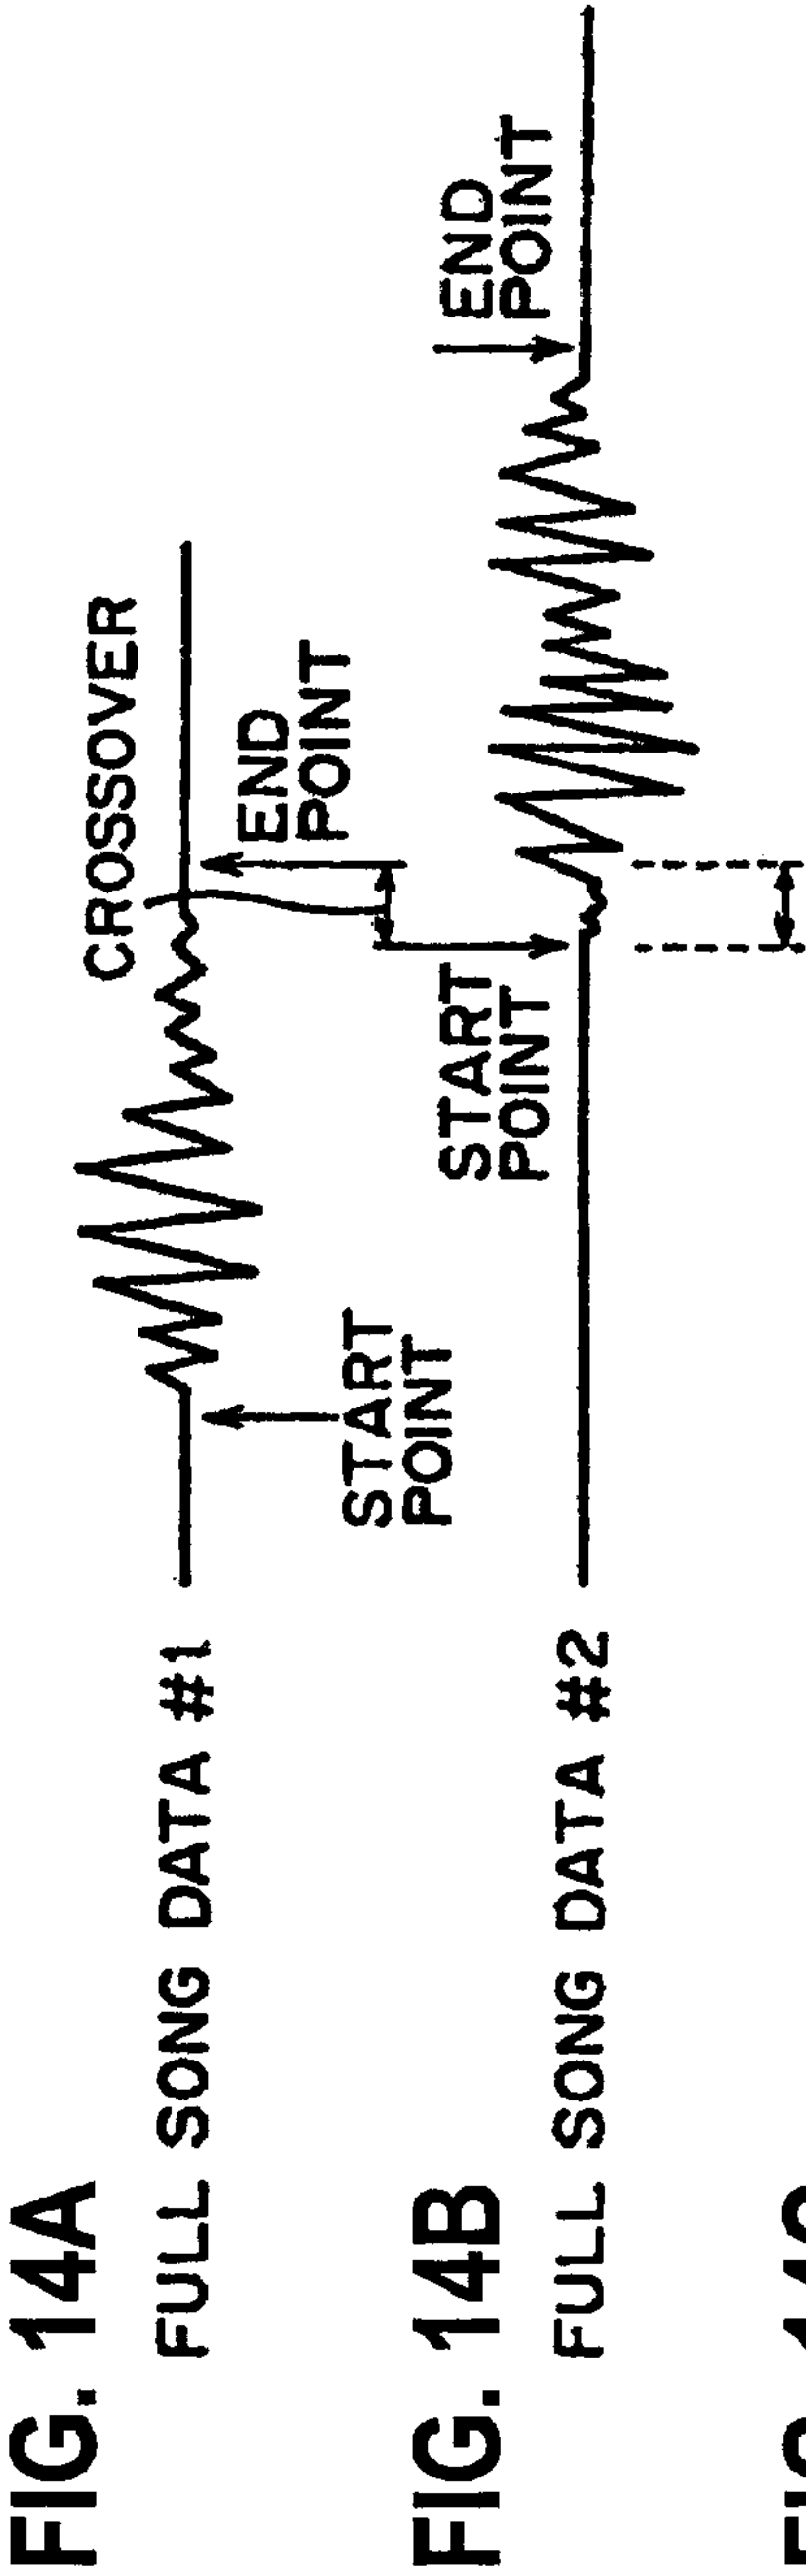 FIG. 14A
FULL SONG DATA #1
START
POINT
CROSSOVER
END
POINT
FIG. 14B
FULL SONG DATA #2
START
POINT
END
POINT